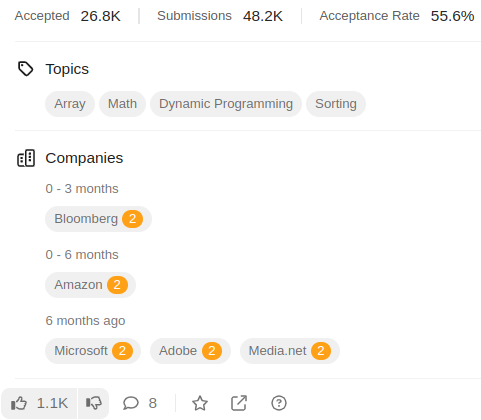 Accepted 26.8K Submissions 48.2K Acceptance Rate 55.6%
Topics
Array Math Dynamic Programming Sorting
Companies
0 - 3 months
Bloomberg 2
0 - 6 months
Amazon 2
6 months ago
Microsoft 2 Adobe 2 Media.net 2
1.1K 8